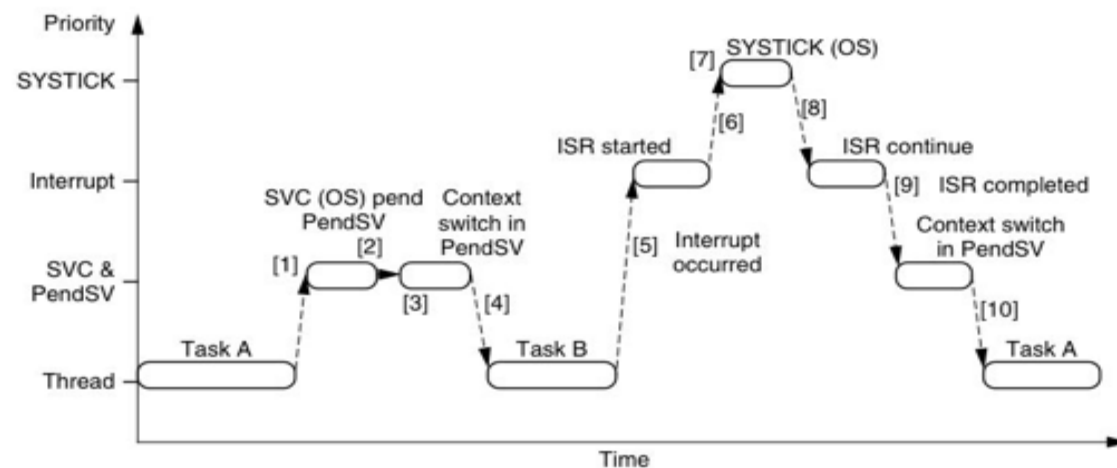 Priority
SYSTICK (OS)
[7]
SYSTICK
[6]
[8]
ISR started
ISR continue
Interrupt
[9]
ISR completed
SVC (OS) pend
PendSV
Context
switch in
PendSV
[2]
[5]
Interrupt
occurred
Context switch
in PendSV
[1]
SVC &
PendSV
[3]
[4]
[10]
Task A
Task B
Task A
Thread
Time